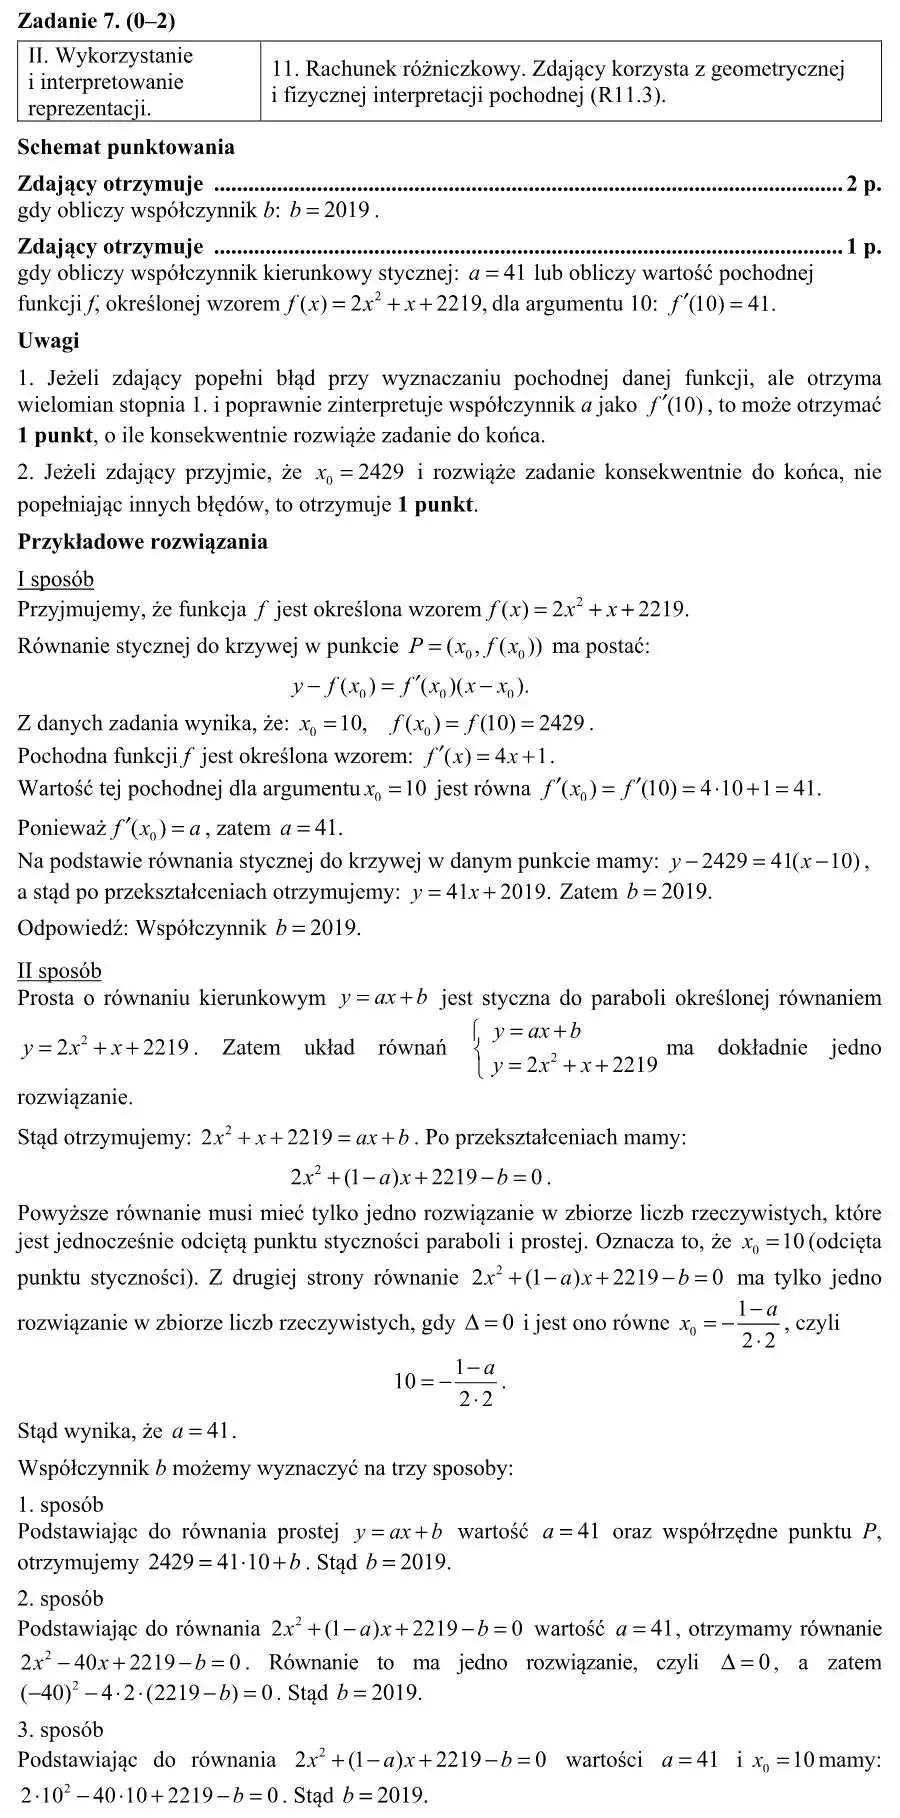 Zadanie 7. (0–2)
II. Wykorzystanie
i interpretowanie
reprezentacji.
11. Rachunek różniczkowy. Zdający korzysta z geometrycznej
i fizycznej interpretacji pochodnej (R11.3).
Schemat punktowania
Zdający otrzymuje .............................................................................................................. 2 p.
gdy obliczy współczynnik b: b = 2019 .
Zdający otrzymuje .............................................................................................................. 1 p.
gdy obliczy współczynnik kierunkowy stycznej: a = 41 lub obliczy wartość pochodnej
funkcji f, określonej wzorem f(x) = 2x² + x + 2219, dla argumentu 10: f′(10) = 41.
Uwagi
1. Jeżeli zdający popełni błąd przy wyznaczaniu pochodnej danej funkcji, ale otrzyma
wielomian stopnia 1. i poprawnie zinterpretuje współczynnik a jako f′(10) , to może otrzymać
1 punkt, o ile konsekwentnie rozwiąże zadanie do końca.
2. Jeżeli zdający przyjmie, że x₀ = 2429 i rozwiąże zadanie konsekwentnie do końca, nie
popełniając innych błędów, to otrzymuje 1 punkt.
Przykładowe rozwiązania
I sposób
Przyjmujemy, że funkcja f jest określona wzorem f(x) = 2x² + x + 2219.
Równanie stycznej do krzywej w punkcie P = (x₀, f(x₀)) ma postać:
y − f(x₀) = f′(x₀)(x − x₀).
Z danych zadania wynika, że: x₀ = 10, f(x₀) = f(10) = 2429 .
Pochodna funkcji f jest określona wzorem: f′(x) = 4x + 1.
Wartość tej pochodnej dla argumentu x₀ = 10 jest równa f′(x₀) = f′(10) = 4·10 + 1 = 41.
Ponieważ f′(x₀) = a , zatem a = 41.
Na podstawie równania stycznej do krzywej w danym punkcie mamy: y − 2429 = 41(x − 10) ,
a stąd po przekształceniach otrzymujemy: y = 41x + 2019. Zatem b = 2019.
Odpowiedź: Współczynnik b = 2019.
II sposób
Prosta o równaniu kierunkowym y = ax + b jest styczna do paraboli określonej równaniem
y = 2x² + x + 2219 . Zatem układ równań { y = ax + b
y = 2x² + x + 2219 ma dokładnie jedno
rozwiązanie.
Stąd otrzymujemy: 2x² + x + 2219 = ax + b . Po przekształceniach mamy:
2x² + (1 − a)x + 2219 − b = 0 .
Powyższe równanie musi mieć tylko jedno rozwiązanie w zbiorze liczb rzeczywistych, które
jest jednocześnie odciętą punktu styczności paraboli i prostej. Oznacza to, że x₀ = 10 (odcięta
punktu styczności). Z drugiej strony równanie 2x² + (1 − a)x + 2219 − b = 0 ma tylko jedno
rozwiązanie w zbiorze liczb rzeczywistych, gdy Δ = 0 i jest ono równe x₀ = −(1 − a)/(2·2) , czyli
10 = −(1 − a)/(2·2) .
Stąd wynika, że a = 41.
Współczynnik b możemy wyznaczyć na trzy sposoby:
1. sposób
Podstawiając do równania prostej y = ax + b wartość a = 41 oraz współrzędne punktu P,
otrzymujemy 2429 = 41·10 + b . Stąd b = 2019.
2. sposób
Podstawiając do równania 2x² + (1 − a)x + 2219 − b = 0 wartość a = 41, otrzymamy równanie
2x² − 40x + 2219 − b = 0 . Równanie to ma jedno rozwiązanie, czyli Δ = 0, a zatem
(−40)² − 4·2·(2219 − b) = 0 . Stąd b = 2019.
3. sposób
Podstawiając do równania 2x² + (1 − a)x + 2219 − b = 0 wartości a = 41 i x₀ = 10 mamy:
2·10² − 40·10 + 2219 − b = 0 . Stąd b = 2019.